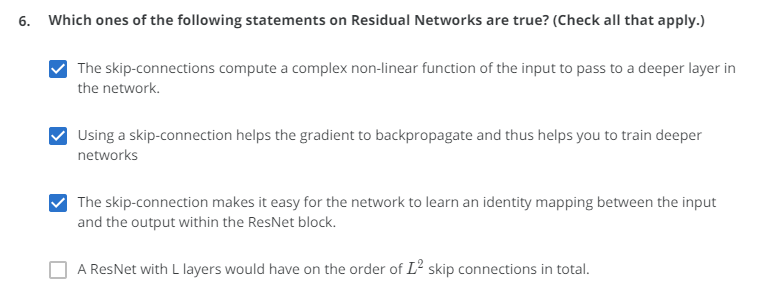 6. Which ones of the following statements on Residual Networks are true? (Check all that apply.)
The skip-connections compute a complex non-linear function of the input to pass to a deeper layer in
the network.
Using a skip-connection helps the gradient to backpropagate and thus helps you to train deeper
networks
The skip-connection makes it easy for the network to learn an identity mapping between the input
and the output within the ResNet block.
A ResNet with L layers would have on the order of L² skip connections in total.